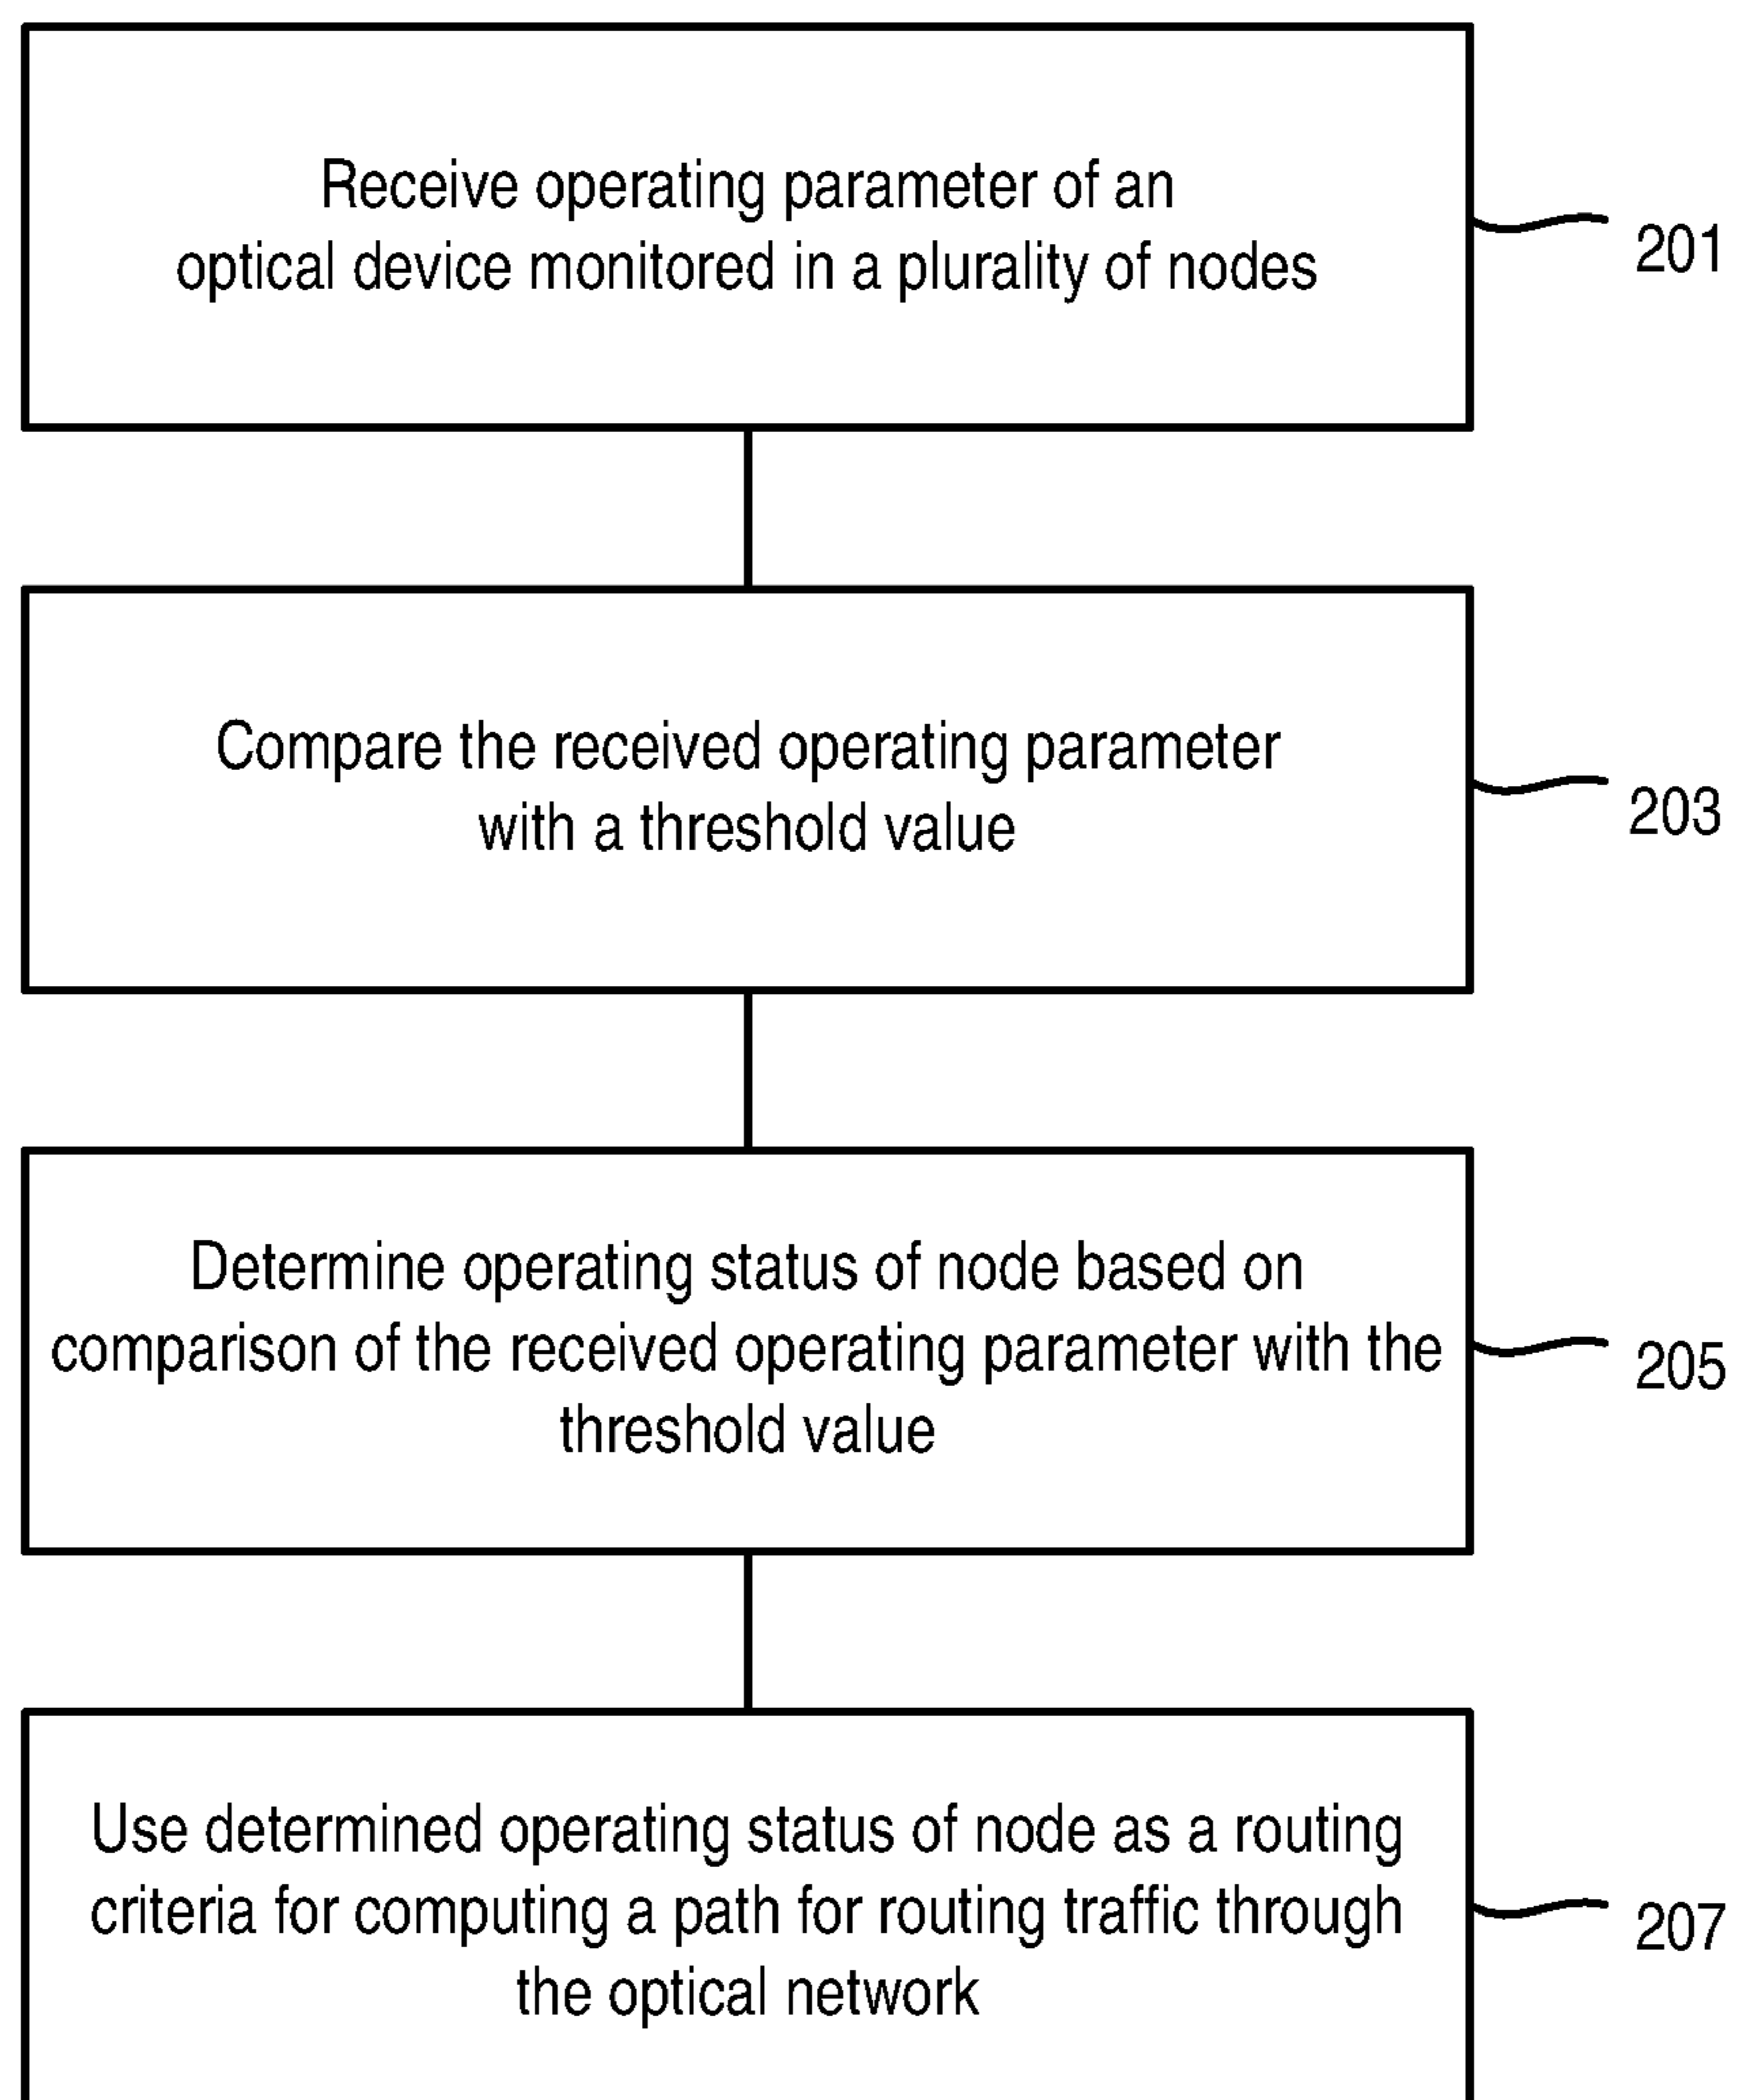 Receive operating parameter of an
optical device monitored in a plurality of nodes
201
Compare the received operating parameter
with a threshold value
203
Determine operating status of node based on
comparison of the received operating parameter with the
threshold value
205
Use determined operating status of node as a routing
criteria for computing a path for routing traffic through
the optical network
207